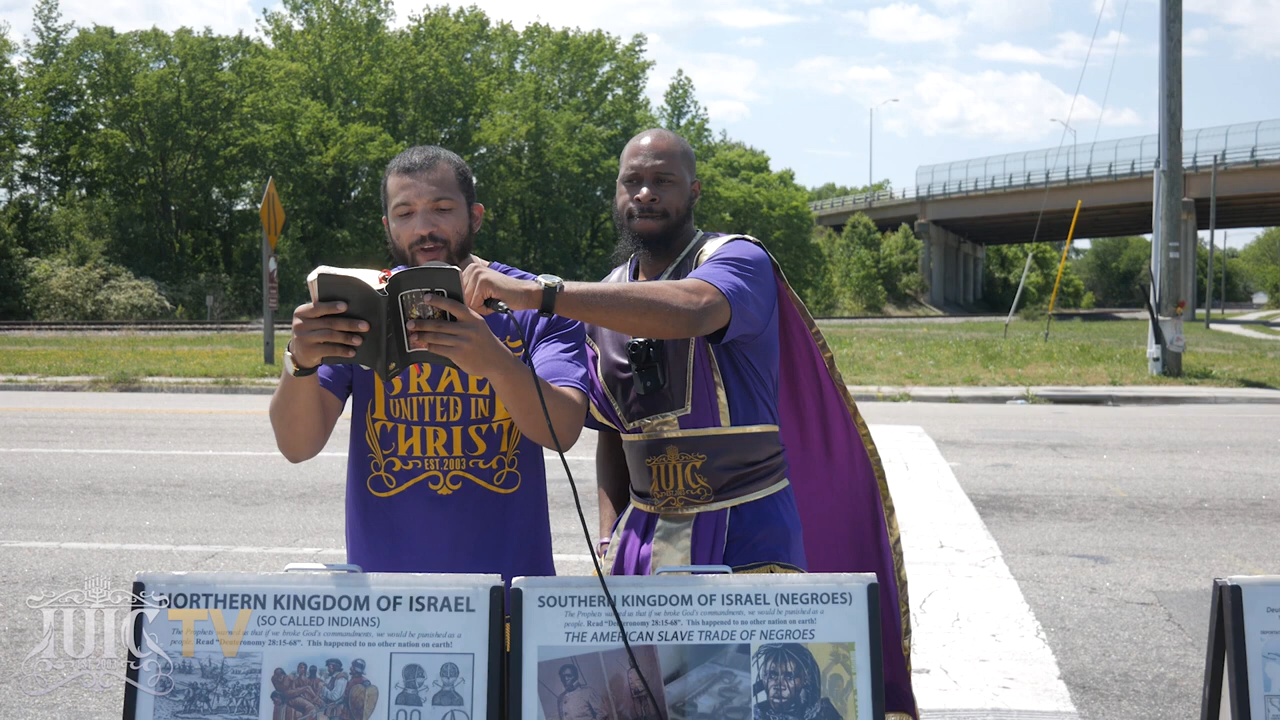 ISRAEL
UNITED IN
CHRIST
EST.2003
IUIC
NORTHERN KINGDOM OF ISRAEL
(SO CALLED INDIANS)
The Prophets warned us that if we broke God's commandments, we would be punished as a
people. Read "Deuteronomy 28:15-68". This happened to no other nation on earth!
SOUTHERN KINGDOM OF ISRAEL (NEGROES)
The Prophets warned us that if we broke God's commandments, we would be punished as a
people. Read "Deuteronomy 28:15-68". This happened to no other nation on earth!
THE AMERICAN SLAVE TRADE OF NEGROES
IUIC TV
EST. 2003